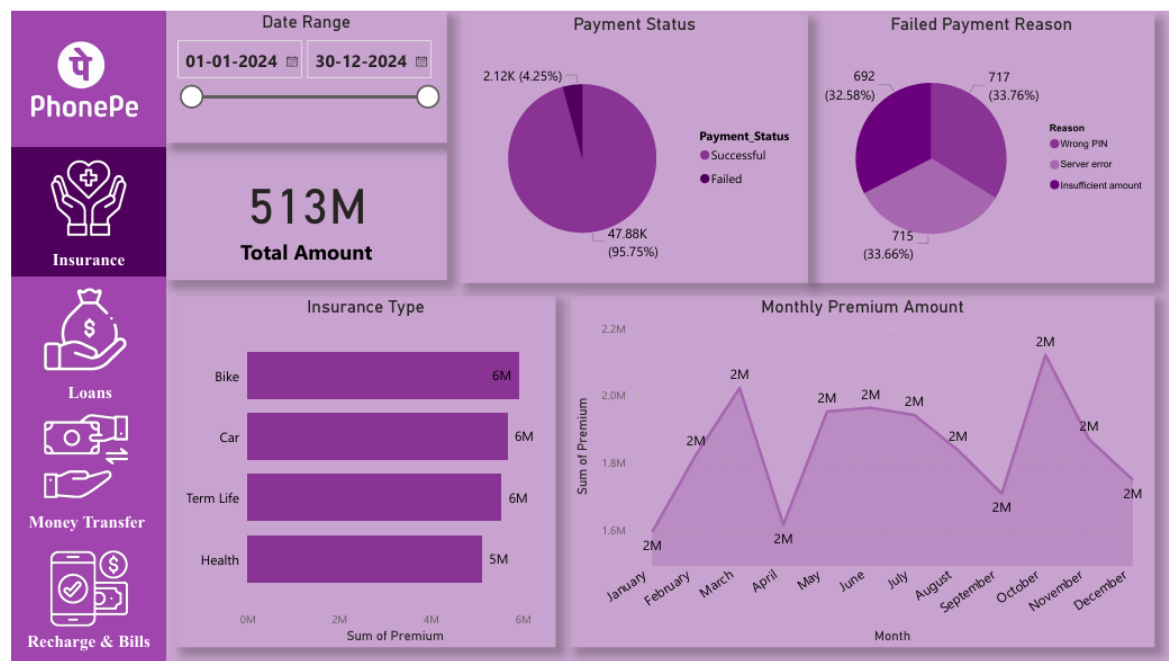 पे
PhonePe
Insurance
Loans
Money Transfer
Recharge & Bills
Date Range
01-01-2024
30-12-2024
513M
Total Amount
Payment Status
2.12K (4.25%)
47.88K
(95.75%)
Payment_Status
Successful
Failed
Failed Payment Reason
692
(32.58%)
717
(33.76%)
715
(33.66%)
Reason
Wrong PIN
Server error
Insufficient amount
Insurance Type
Bike
6M
Car
6M
Term Life
6M
Health
5M
0M
2M
4M
6M
Sum of Premium
Monthly Premium Amount
Sum of Premium
2.2M
2.0M
1.8M
1.6M
2M
2M
2M
2M
2M
2M
2M
2M
2M
2M
2M
2M
January
February
March
April
May
June
July
August
September
October
November
December
Month